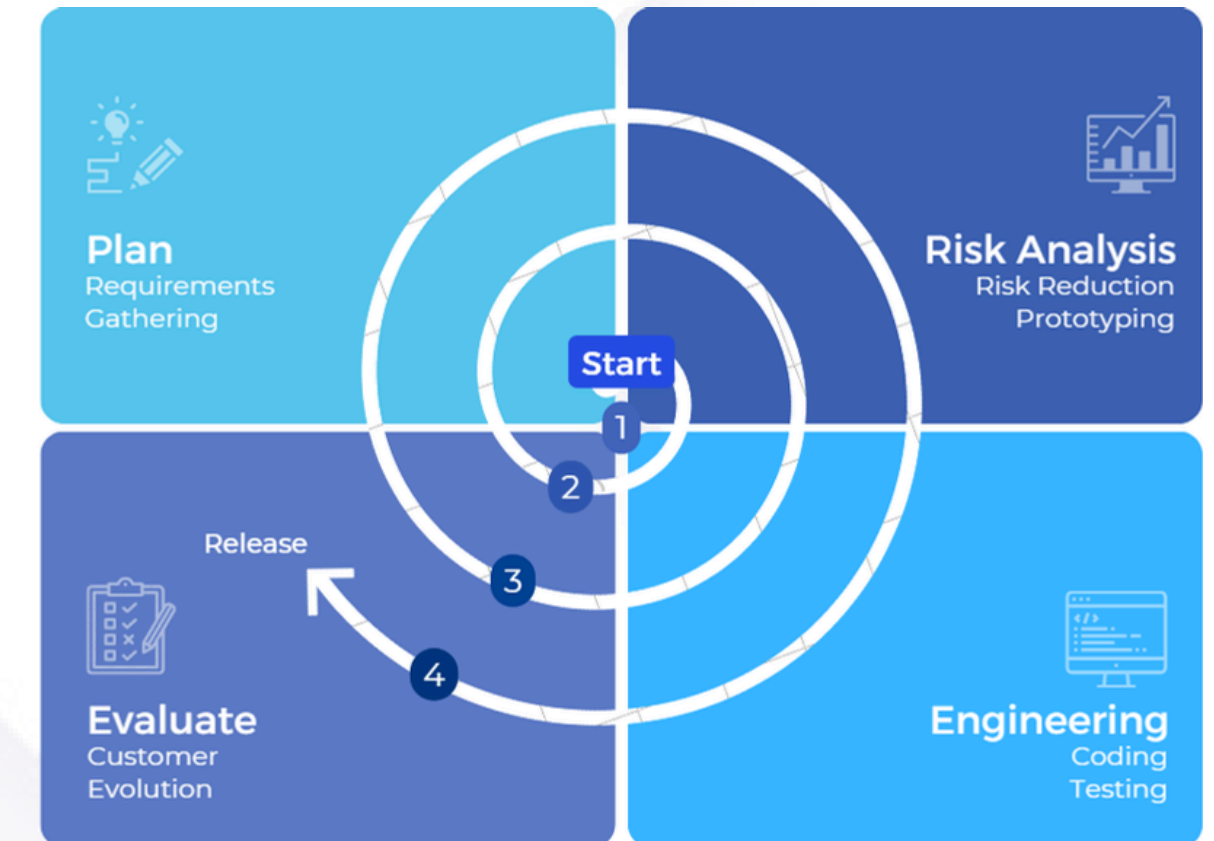 Plan
Requirements
Gathering
Risk Analysis
Risk Reduction
Prototyping
Start
1
2
3
4
Release
Evaluate
Customer
Evolution
Engineering
Coding
Testing